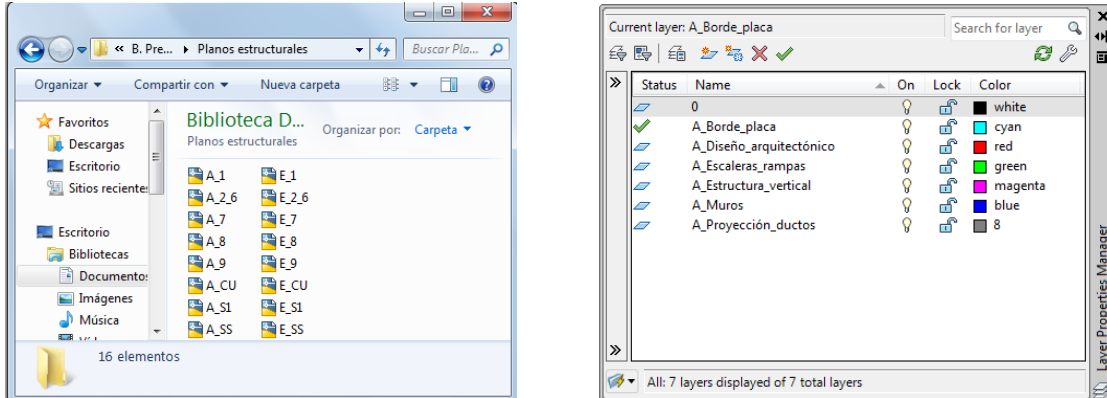 « B. Pre... ▸ Planos estructurales
Buscar Pla...
Organizar
Compartir con
Nueva carpeta
Favoritos
Descargas
Escritorio
Sitios reciente
Escritorio
Bibliotecas
Documento
Imágenes
Música
Biblioteca D...
Planos estructurales
Organizar por:
Carpeta
A_1
E_1
A_2_6
E_2_6
A_7
E_7
A_8
E_8
A_9
E_9
A_CU
E_CU
A_S1
E_S1
A_SS
E_SS
16 elementos
Current layer: A_Borde_placa
Search for layer
Status Name On Lock Color
0 white
A_Borde_placa cyan
A_Diseño_arquitectónico red
A_Escaleras_rampas green
A_Estructura_vertical magenta
A_Muros blue
A_Proyección_ductos 8
All: 7 layers displayed of 7 total layers
Layer Properties Manager